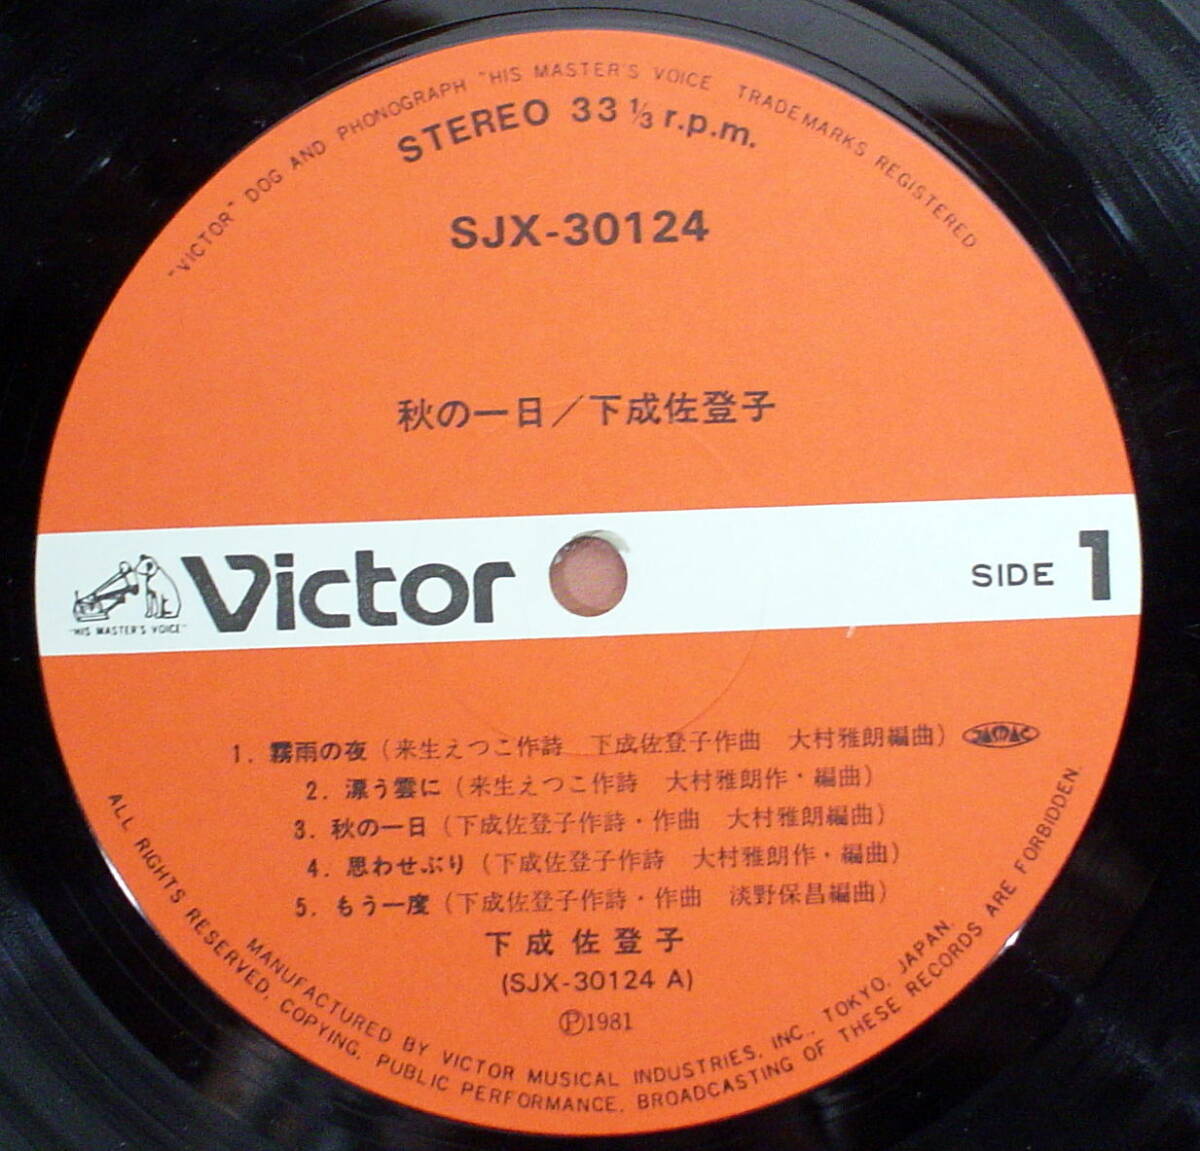 "VICTOR" DOG AND PHONOGRAPH "HIS MASTER'S VOICE TRADEMARKS REGISTERED
STEREO 33 ⅓ r.p.m.
SJX-30124
秋の一日／下成佐登子
"HIS MASTER'S VOICE"
Victor
SIDE 1
1. 霧雨の夜（来生えつこ作詩 下成佐登子作曲 大村雅朗編曲） JASRAC
2. 漂う雲に（来生えつこ作詩 大村雅朗作・編曲）
3. 秋の一日（下成佐登子作詩・作曲 大村雅朗編曲）
4. 思わせぶり（下成佐登子作詩 大村雅朗作・編曲）
5. もう一度（下成佐登子作詩・作曲 淡野保昌編曲）
下成佐登子
(SJX-30124 A)
Ⓟ1981
MANUFACTURED BY VICTOR MUSICAL INDUSTRIES, INC., TOKYO, JAPAN.
ALL RIGHTS RESERVED. COPYING, PUBLIC PERFORMANCE, BROADCASTING OF THESE RECORDS ARE FORBIDDEN.